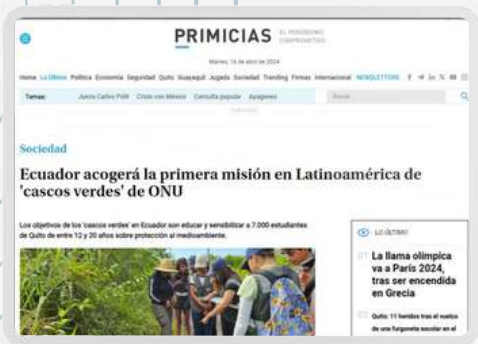 PRIMICIAS EL PERIODISMO COMPROMETIDO
Martes, 16 de abril de 2024
Home Lo Último Política Economía Seguridad Quito Guayaquil Jugada Sociedad Trending Firmas Internacional NEWSLETTERS
Temas: Juicio Carlos Pólit Crisis con México Consulta popular Apagones Buscar...
Sociedad
Ecuador acogerá la primera misión en Latinoamérica de
'cascos verdes' de ONU
Los objetivos de los 'cascos verdes' en Ecuador son educar y sensibilizar a 7.000 estudiantes
de Quito de entre 12 y 20 años sobre protección al medioambiente.
LO ÚLTIMO
01 La llama olímpica
va a París 2024,
tras ser encendida
en Grecia
02 Quito: 11 heridos tras el vuelco
de una furgoneta escolar en el